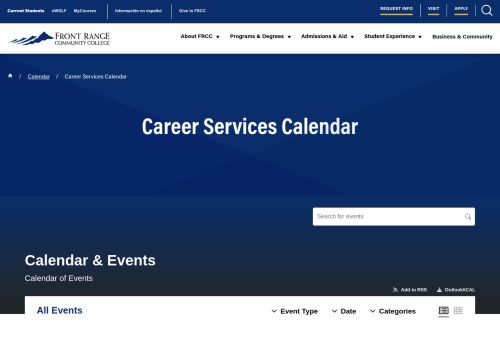 Current Students eWOLF MyCourses Información en español Give to FRCC REQUEST INFO VISIT APPLY
FRONT RANGE
COMMUNITY COLLEGE
About FRCC Programs & Degrees Admissions & Aid Student Experience Business & Community
/ Calendar / Career Services Calendar
Career Services Calendar
Search for events
Calendar & Events
Calendar of Events
Add to RSS Outlook/iCAL
All Events Event Type Date Categories